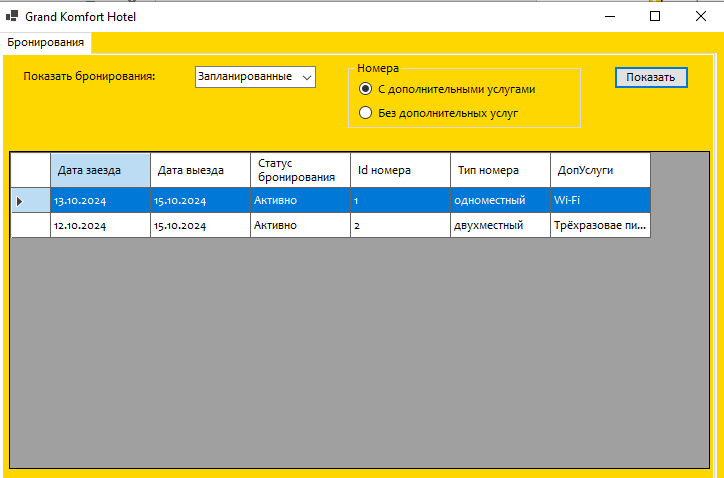 Grand Komfort Hotel
Бронирования
Показать бронирования:
Запланированные
Номера
С дополнительными услугами
Без дополнительных услуг
Показать
Дата заезда Дата выезда Статус бронирования Id номера Тип номера ДопУслуги
13.10.2024 15.10.2024 Активно 1 одноместный Wi-Fi
12.10.2024 15.10.2024 Активно 2 двухместный Трёхразовое пи...